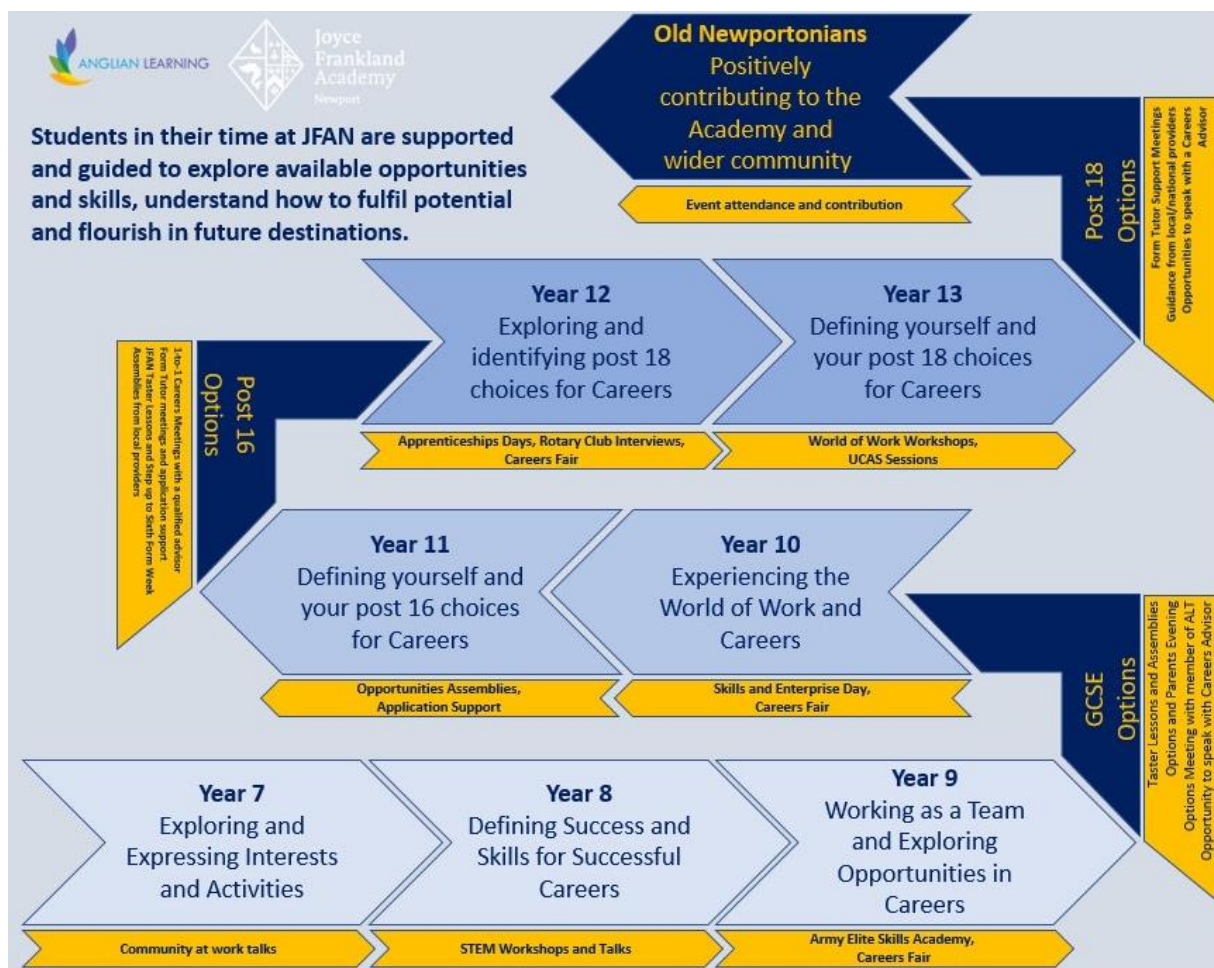 ANGLIAN LEARNING
Joyce
Frankland
Academy
Newport
Students in their time at JFAN are supported
and guided to explore available opportunities
and skills, understand how to fulfil potential
and flourish in future destinations.
Old Newportonians
Positively
contributing to the
Academy and
wider community
Event attendance and contribution
Post 18
Options
Form Tutor Support Meetings
Guidance from local/national providers
Opportunities to speak with a Careers
Advisor
Year 12
Exploring and
identifying post 18
choices for Careers
Apprenticeships Days, Rotary Club Interviews,
Careers Fair
Year 13
Defining yourself and
your post 18 choices
for Careers
World of Work Workshops,
UCAS Sessions
Post 16
Options
1-to-1 Careers Meetings with a qualified advisor
Form Tutor meetings and application support
JFAN Taster Lessons and Step up to Sixth Form Week
Assemblies from local providers
Year 11
Defining yourself and
your post 16 choices
for Careers
Opportunities Assemblies,
Application Support
Year 10
Experiencing the
World of Work and
Careers
Skills and Enterprise Day,
Careers Fair
GCSE
Options
Taster Lessons and Assemblies
Options and Parents Evening
Options Meeting with member of ALT
Opportunity to speak with Careers Advisor
Year 7
Exploring and
Expressing Interests
and Activities
Community at work talks
Year 8
Defining Success and
Skills for Successful
Careers
STEM Workshops and Talks
Year 9
Working as a Team
and Exploring
Opportunities in
Careers
Army Elite Skills Academy,
Careers Fair